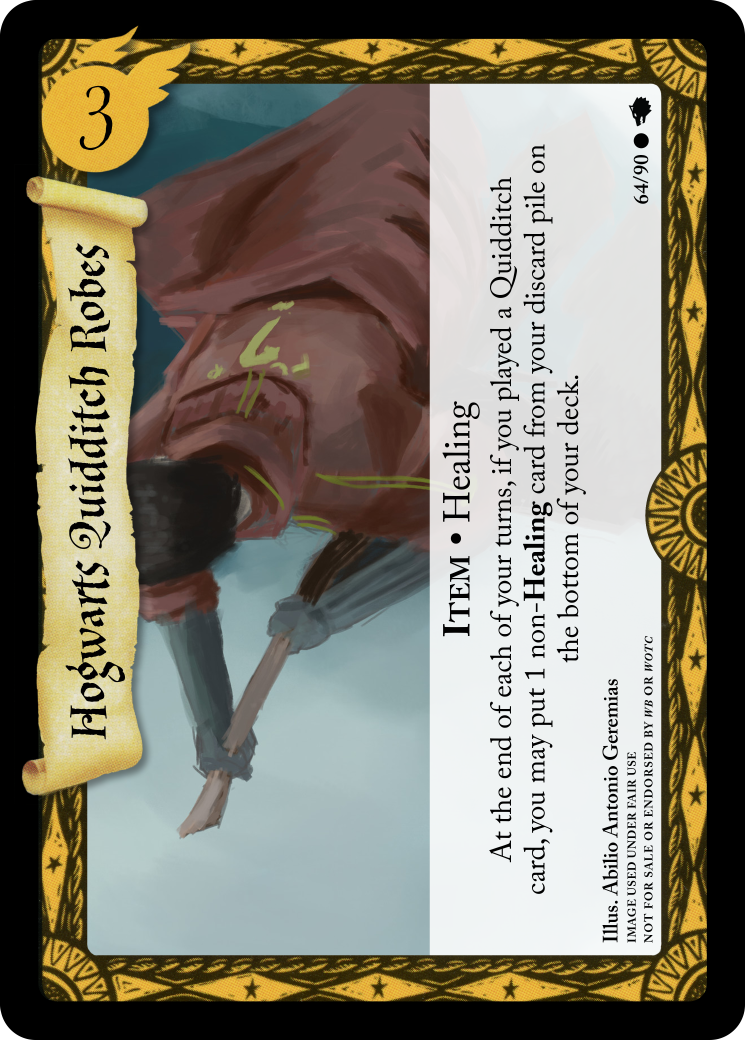 3
Hogwarts Quidditch Robes
ITEM • Healing
At the end of each of your turns, if you played a Quidditch
card, you may put 1 non-Healing card from your discard pile on
the bottom of your deck.
Illus. Abilio Antonio Geremias
IMAGE USED UNDER FAIR USE
NOT FOR SALE OR ENDORSED BY WB OR WOTC
64/90